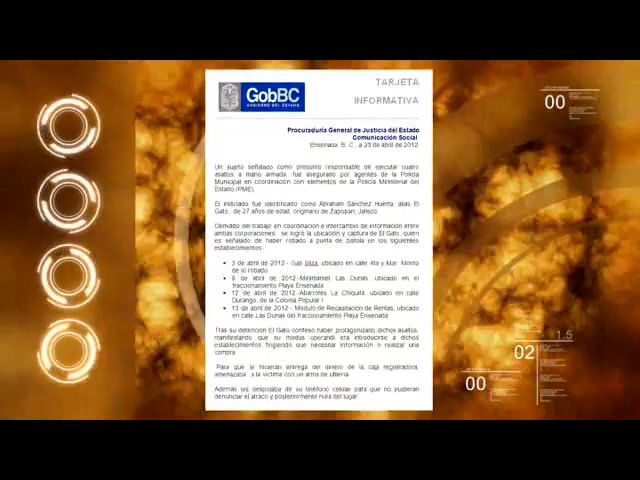 GobBC
GOBIERNO DEL ESTADO
TARJETA
INFORMATIVA
Procuraduría General de Justicia del Estado
Comunicación Social
Ensenada, B. C., a 23 de abril de 2012.
Un sujeto señalado como presunto responsable de ejecutar cuatro
asaltos a mano armada, fue asegurado por agentes de la Policía
Municipal en coordinación con elementos de la Policía Ministerial del
Estado,(PME).
El indiciado fue identificado como Abraham Sánchez Huerta, alias El
Gato, de 27 años de edad, originario de Zapopan, Jalisco.
Derivado del trabajo en coordinación e intercambio de información entre
ambas corporaciones, se logró la ubicación y captura de El Gato, quien
es señalado de haber robado a punta de pistola en los siguientes
establecimientos:
• 3 de abril de 2012.- Gas, ubicado en calle 4ta y Mar. Monto
de lo robado
• 9 de abril de 2012.-Minimaniel Las Dunas, ubicado en el
fraccionamiento Playa Ensenada
• 12 de abril de 2012.-Abarrotes La Chiquita, ubicado en calle
Durango, de la Colonia Popular I
• 13 de abril de 2012.- Modulo de Recaudación de Rentas, ubicado
en calle Las Dunas del fraccionamiento Playa Ensenada
Tras su detención El Gato confesó haber protagonizado dichos asaltos,
manifestando que su modus operandi era introducirse a dichos
establecimientos fingiendo que necesitar información o realizar una
compra.
Para que le hicieran entrega del dinero de la caja registradora,
amenazaba a la víctima con un arma de utilería.
Además los despojaba de su teléfono celular para que no pudieran
denunciar el atraco y posteriormente huía del lugar.
00
1.5
02
00